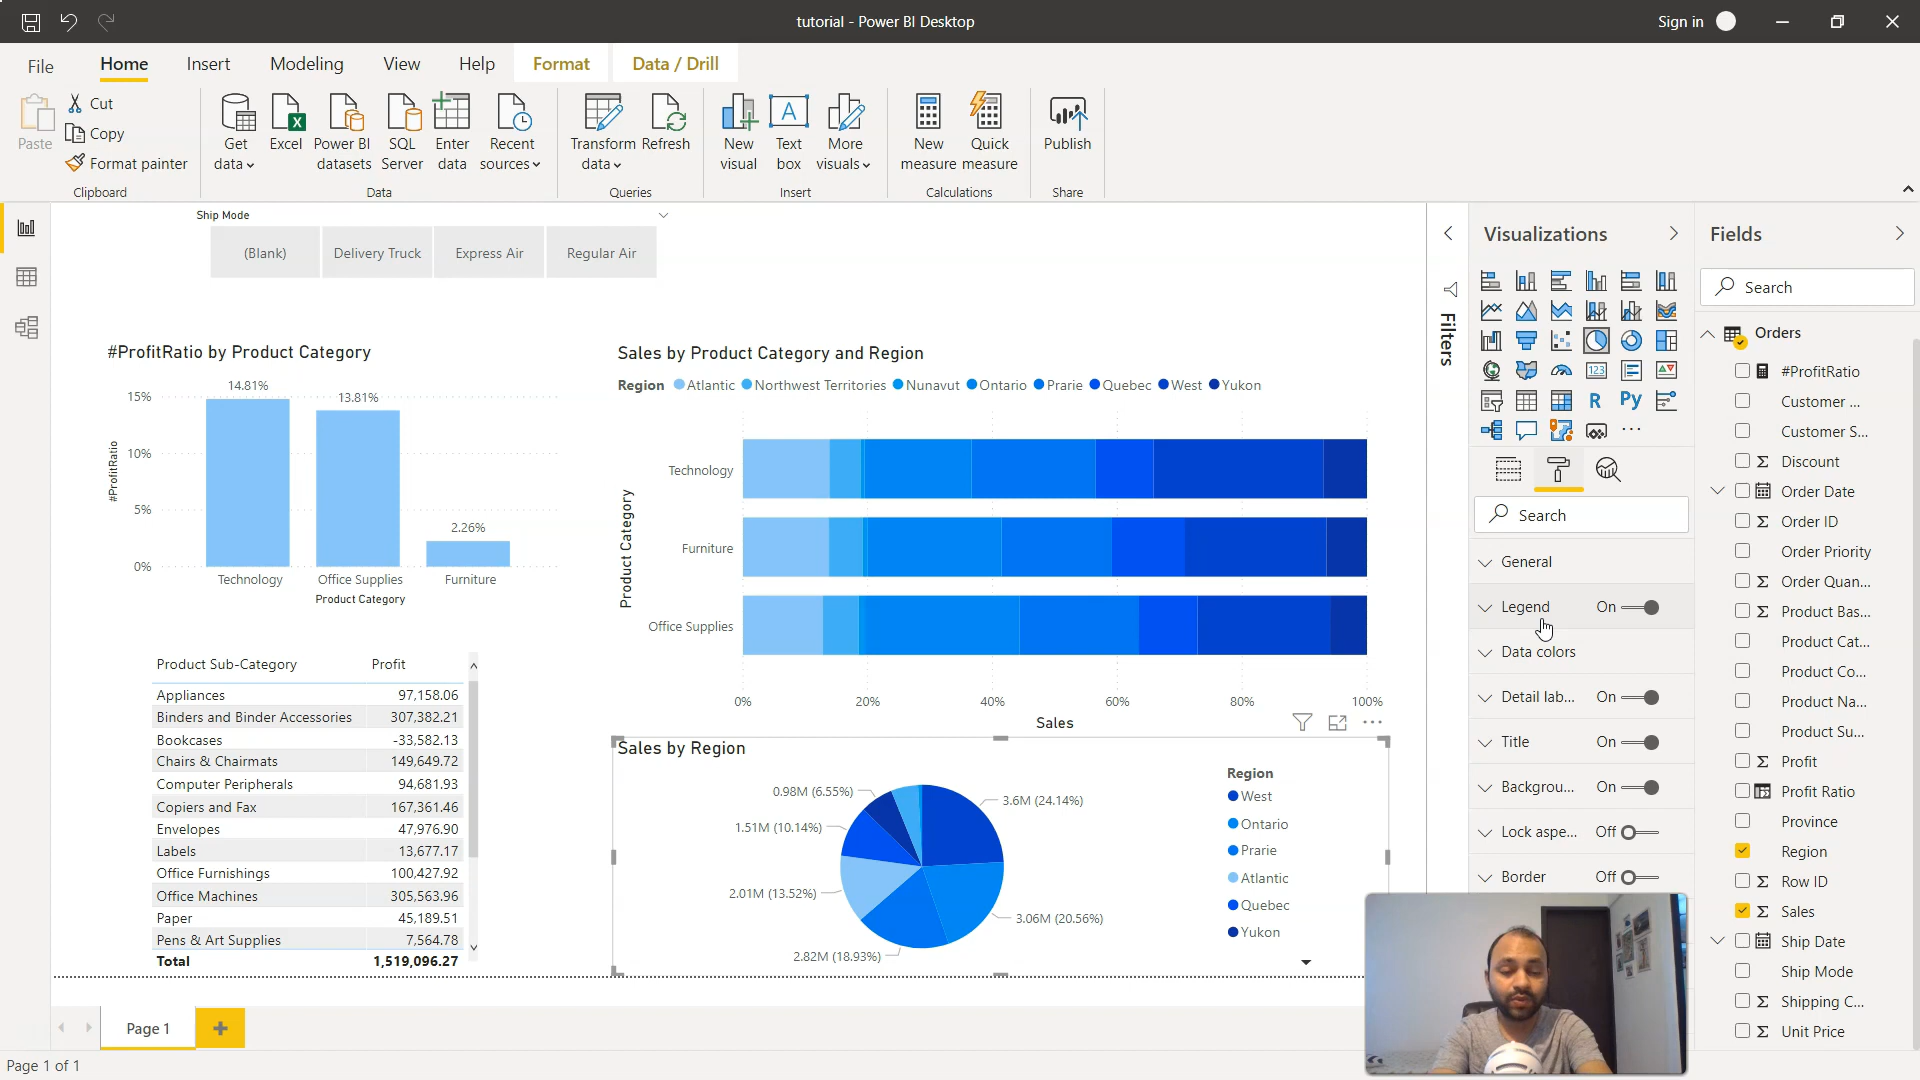 tutorial - Power BI Desktop
Sign in
File
Home
Insert
Modeling
View
Help
Format
Data / Drill
Paste
Cut
Copy
Format painter
Clipboard
Get data
Excel
Power BI datasets
SQL Server
Enter data
Recent sources
Data
Transform data
Refresh
Queries
New visual
Text box
More visuals
Insert
New measure
Quick measure
Calculations
Publish
Share
Ship Mode
(Blank)
Delivery Truck
Express Air
Regular Air
#ProfitRatio by Product Category
#ProfitRatio
15%
10%
5%
0%
14.81%
13.81%
2.26%
Technology
Office Supplies
Furniture
Product Category
Sales by Product Category and Region
Region Atlantic Northwest Territories Nunavut Ontario Prarie Quebec West Yukon
Product Category
Technology
Furniture
Office Supplies
0% 20% 40% 60% 80% 100%
Sales
Product Sub-Category Profit
Appliances 97,158.06
Binders and Binder Accessories 307,382.21
Bookcases -33,582.13
Chairs & Chairmats 149,649.72
Computer Peripherals 94,681.93
Copiers and Fax 167,361.46
Envelopes 47,976.90
Labels 13,677.17
Office Furnishings 100,427.92
Office Machines 305,563.96
Paper 45,189.51
Pens & Art Supplies 7,564.78
Total 1,519,096.27
Sales by Region
0.98M (6.55%)
1.51M (10.14%)
2.01M (13.52%)
2.82M (18.93%)
3.6M (24.14%)
3.06M (20.56%)
Region
West
Ontario
Prarie
Atlantic
Quebec
Yukon
Filters
Visualizations
R
Py
123
Search
General
Legend On
Data colors
Detail lab... On
Title On
Backgrou... On
Lock aspe... Off
Border Off
Fields
Search
Orders
#ProfitRatio
Customer ...
Customer S...
Discount
Order Date
Order ID
Order Priority
Order Quan...
Product Bas...
Product Cat...
Product Co...
Product Na...
Product Su...
Profit
Profit Ratio
Province
Region
Row ID
Sales
Ship Date
Ship Mode
Shipping C...
Unit Price
Page 1
Page 1 of 1